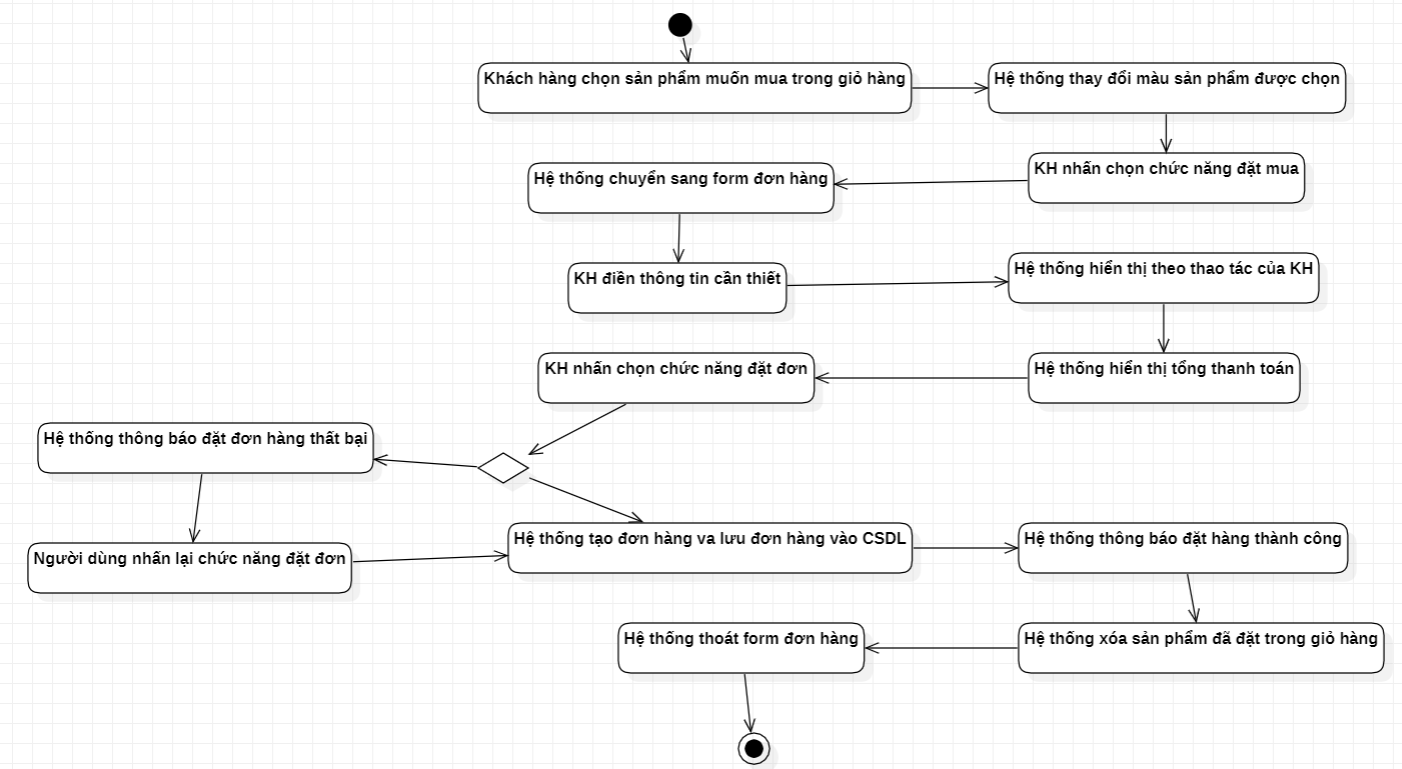 Khách hàng chọn sản phẩm muốn mua trong giỏ hàng
Hệ thống thay đổi màu sản phẩm được chọn
KH nhấn chọn chức năng đặt mua
Hệ thống chuyển sang form đơn hàng
KH điền thông tin cần thiết
Hệ thống hiển thị theo thao tác của KH
Hệ thống hiển thị tổng thanh toán
KH nhấn chọn chức năng đặt đơn
Hệ thống thông báo đặt đơn hàng thất bại
Người dùng nhấn lại chức năng đặt đơn
Hệ thống tạo đơn hàng va lưu đơn hàng vào CSDL
Hệ thống thông báo đặt hàng thành công
Hệ thống xóa sản phẩm đã đặt trong giỏ hàng
Hệ thống thoát form đơn hàng